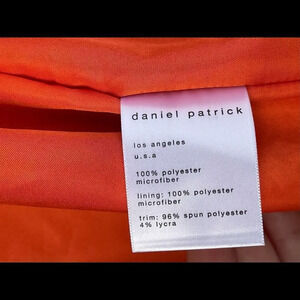 daniel patrick
los angeles
u.s.a
100% polyester
microfiber
lining: 100% polyester
microfiber
trim: 96% spun polyester
4% lycra